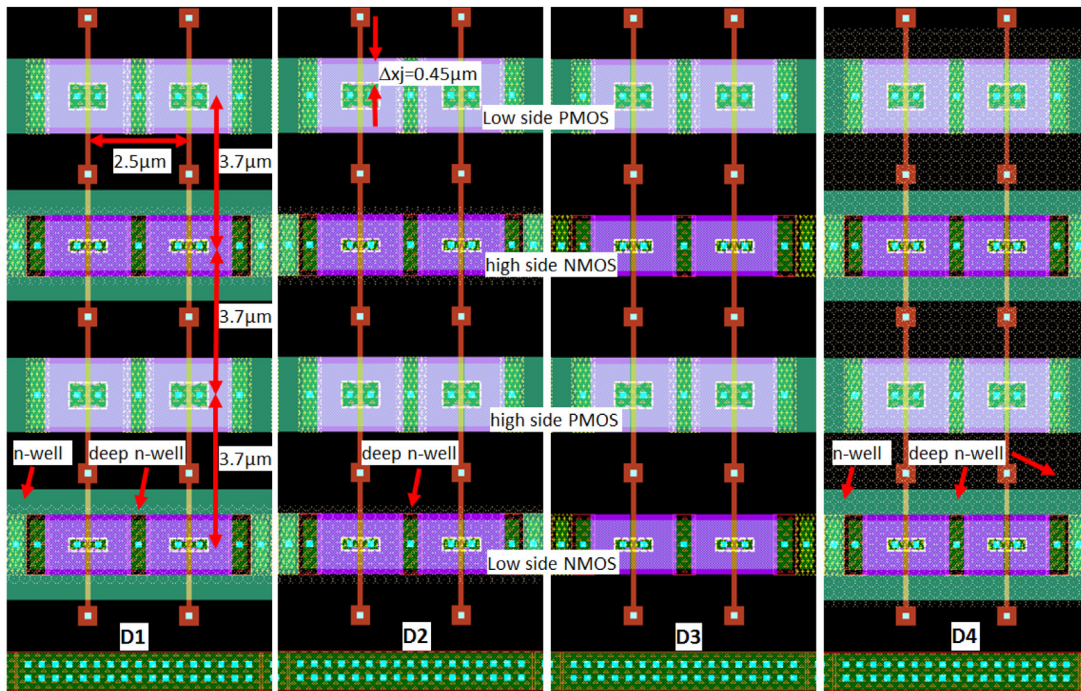 Δxj=0.45µm
Low side PMOS
2.5µm
3.7µm
high side NMOS
3.7µm
high side PMOS
n-well
deep n-well
3.7µm
deep n-well
n-well
deep n-well
Low side NMOS
D1
D2
D3
D4